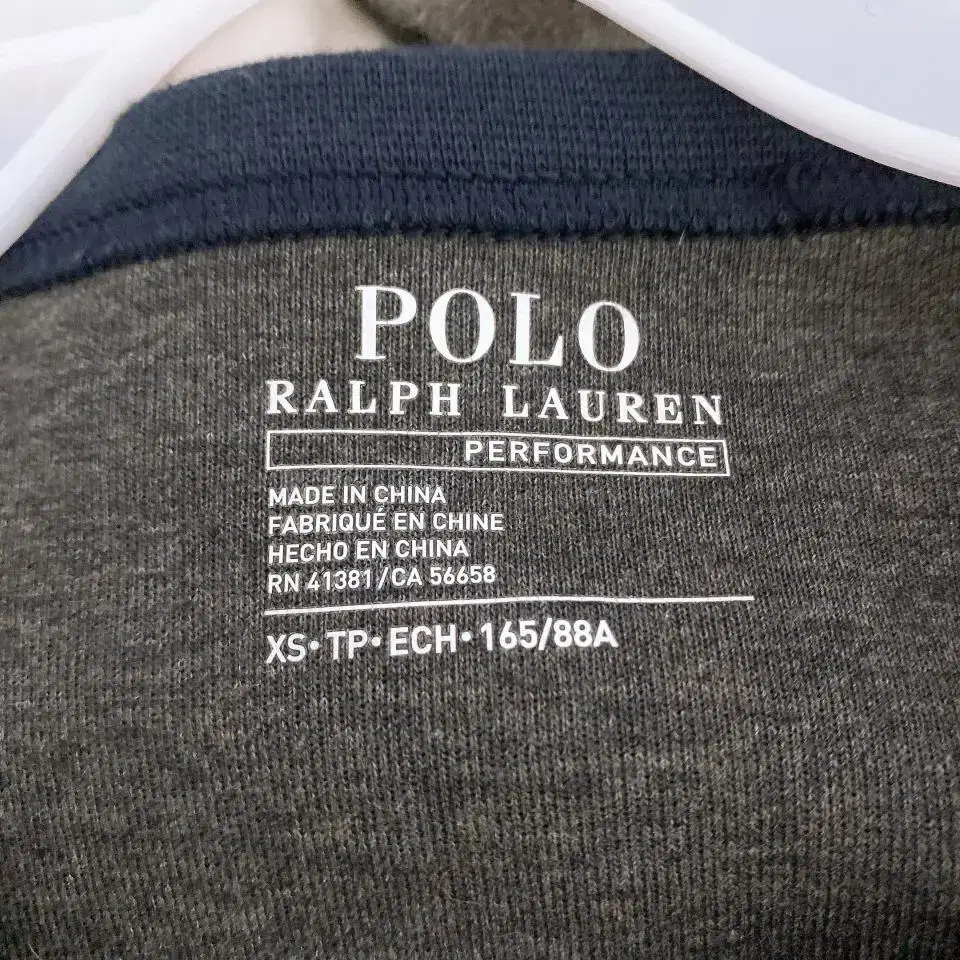 POLO
RALPH LAUREN
PERFORMANCE
MADE IN CHINA
FABRIQUÉ EN CHINE
HECHO EN CHINA
RN 41381/CA 56658
XS• TP• ECH• 165/88A